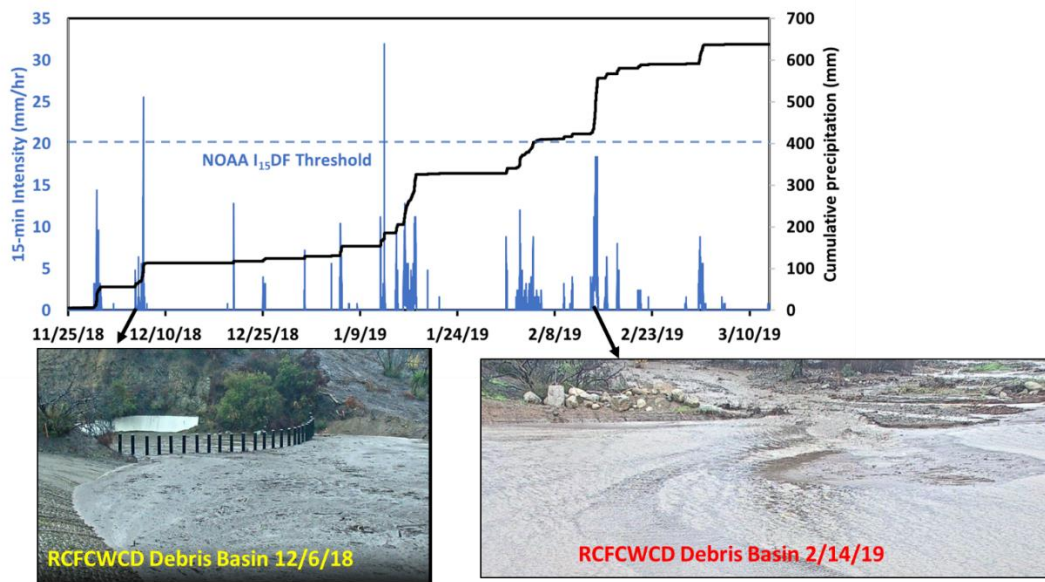 35
30
25
20
15
10
5
0
15-min Intensity (mm/hr)
NOAA I₁₅DF Threshold
700
600
500
400
300
200
100
0
Cumulative precipitation (mm)
11/25/18 12/10/18 12/25/18 1/9/19 1/24/19 2/8/19 2/23/19 3/10/19
RCFCWCD Debris Basin 12/6/18
RCFCWCD Debris Basin 2/14/19